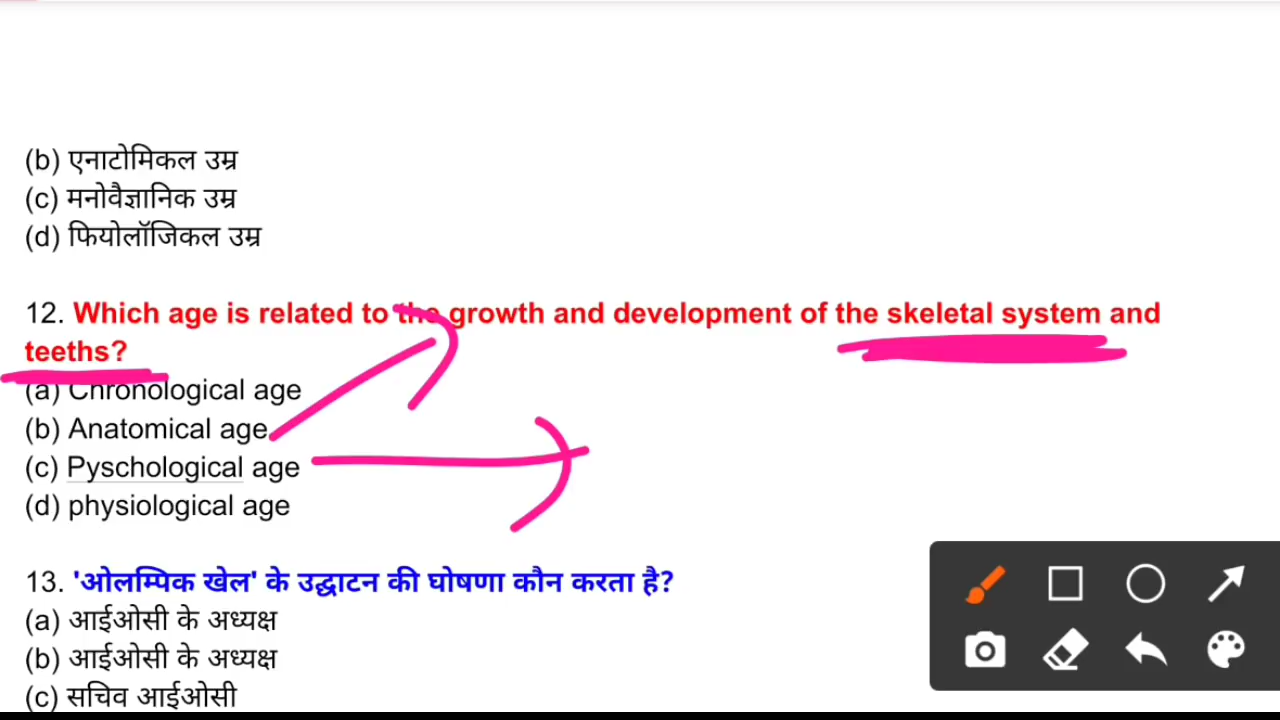 (b) एनाटोमिकल उम्र
(c) मनोवैज्ञानिक उम्र
(d) फियोलॉजिकल उम्र
12. Which age is related to the growth and development of the skeletal system and
teeths?
(a) Chronological age
(b) Anatomical age
(c) Pyschological age
(d) physiological age
13. 'ओलम्पिक खेल' के उद्घाटन की घोषणा कौन करता है?
(a) आईओसी के अध्यक्ष
(b) आईओसी के अध्यक्ष
(c) सचिव आईओसी